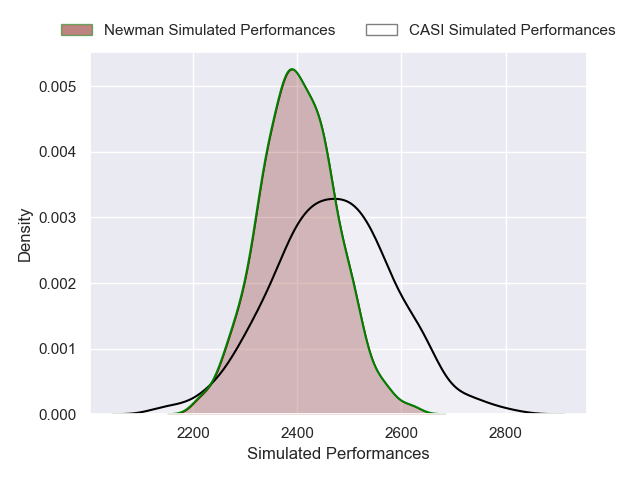 Newman Simulated Performances CASI Simulated Performances
0.005
0.004
0.003
0.002
0.001
0.000
Density
2200 2400 2600 2800
Simulated Performances